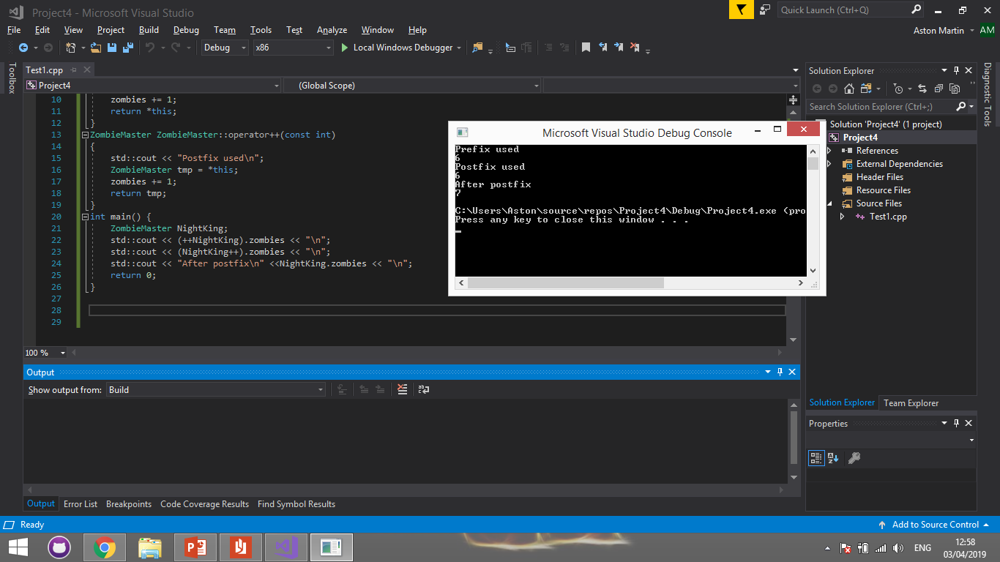 Project4 - Microsoft Visual Studio
Quick Launch (Ctrl+Q)
File Edit View Project Build Debug Team Tools Test Analyze Window Help
Aston Martin AM
Debug x86 Local Windows Debugger
Toolbox
Test1.cpp
Project4 (Global Scope)
10 zombies += 1;
11 return *this;
12 }
13 ZombieMaster ZombieMaster::operator++(const int)
14 {
15 std::cout << "Postfix used\n";
16 ZombieMaster tmp = *this;
17 zombies += 1;
18 return tmp;
19 }
20 int main() {
21 ZombieMaster NightKing;
22 std::cout << (++NightKing).zombies << "\n";
23 std::cout << (NightKing++).zombies << "\n";
24 std::cout << "After postfix\n" <<NightKing.zombies << "\n";
25 return 0;
26 }
27
28
29
100 %
Microsoft Visual Studio Debug Console
Prefix used
6
Postfix used
6
After postfix
7
C:\Users\Aston\source\repos\Project4\Debug\Project4.exe (pro
Press any key to close this window . . .
Solution Explorer
Search Solution Explorer (Ctrl+;)
Solution 'Project4' (1 project)
Project4
References
External Dependencies
Header Files
Resource Files
Source Files
Test1.cpp
Diagnostic Tools
Solution Explorer Team Explorer
Properties
Output
Show output from: Build
Output Error List Breakpoints Code Coverage Results Find Symbol Results
Ready
Add to Source Control
ENG
12:58
03/04/2019